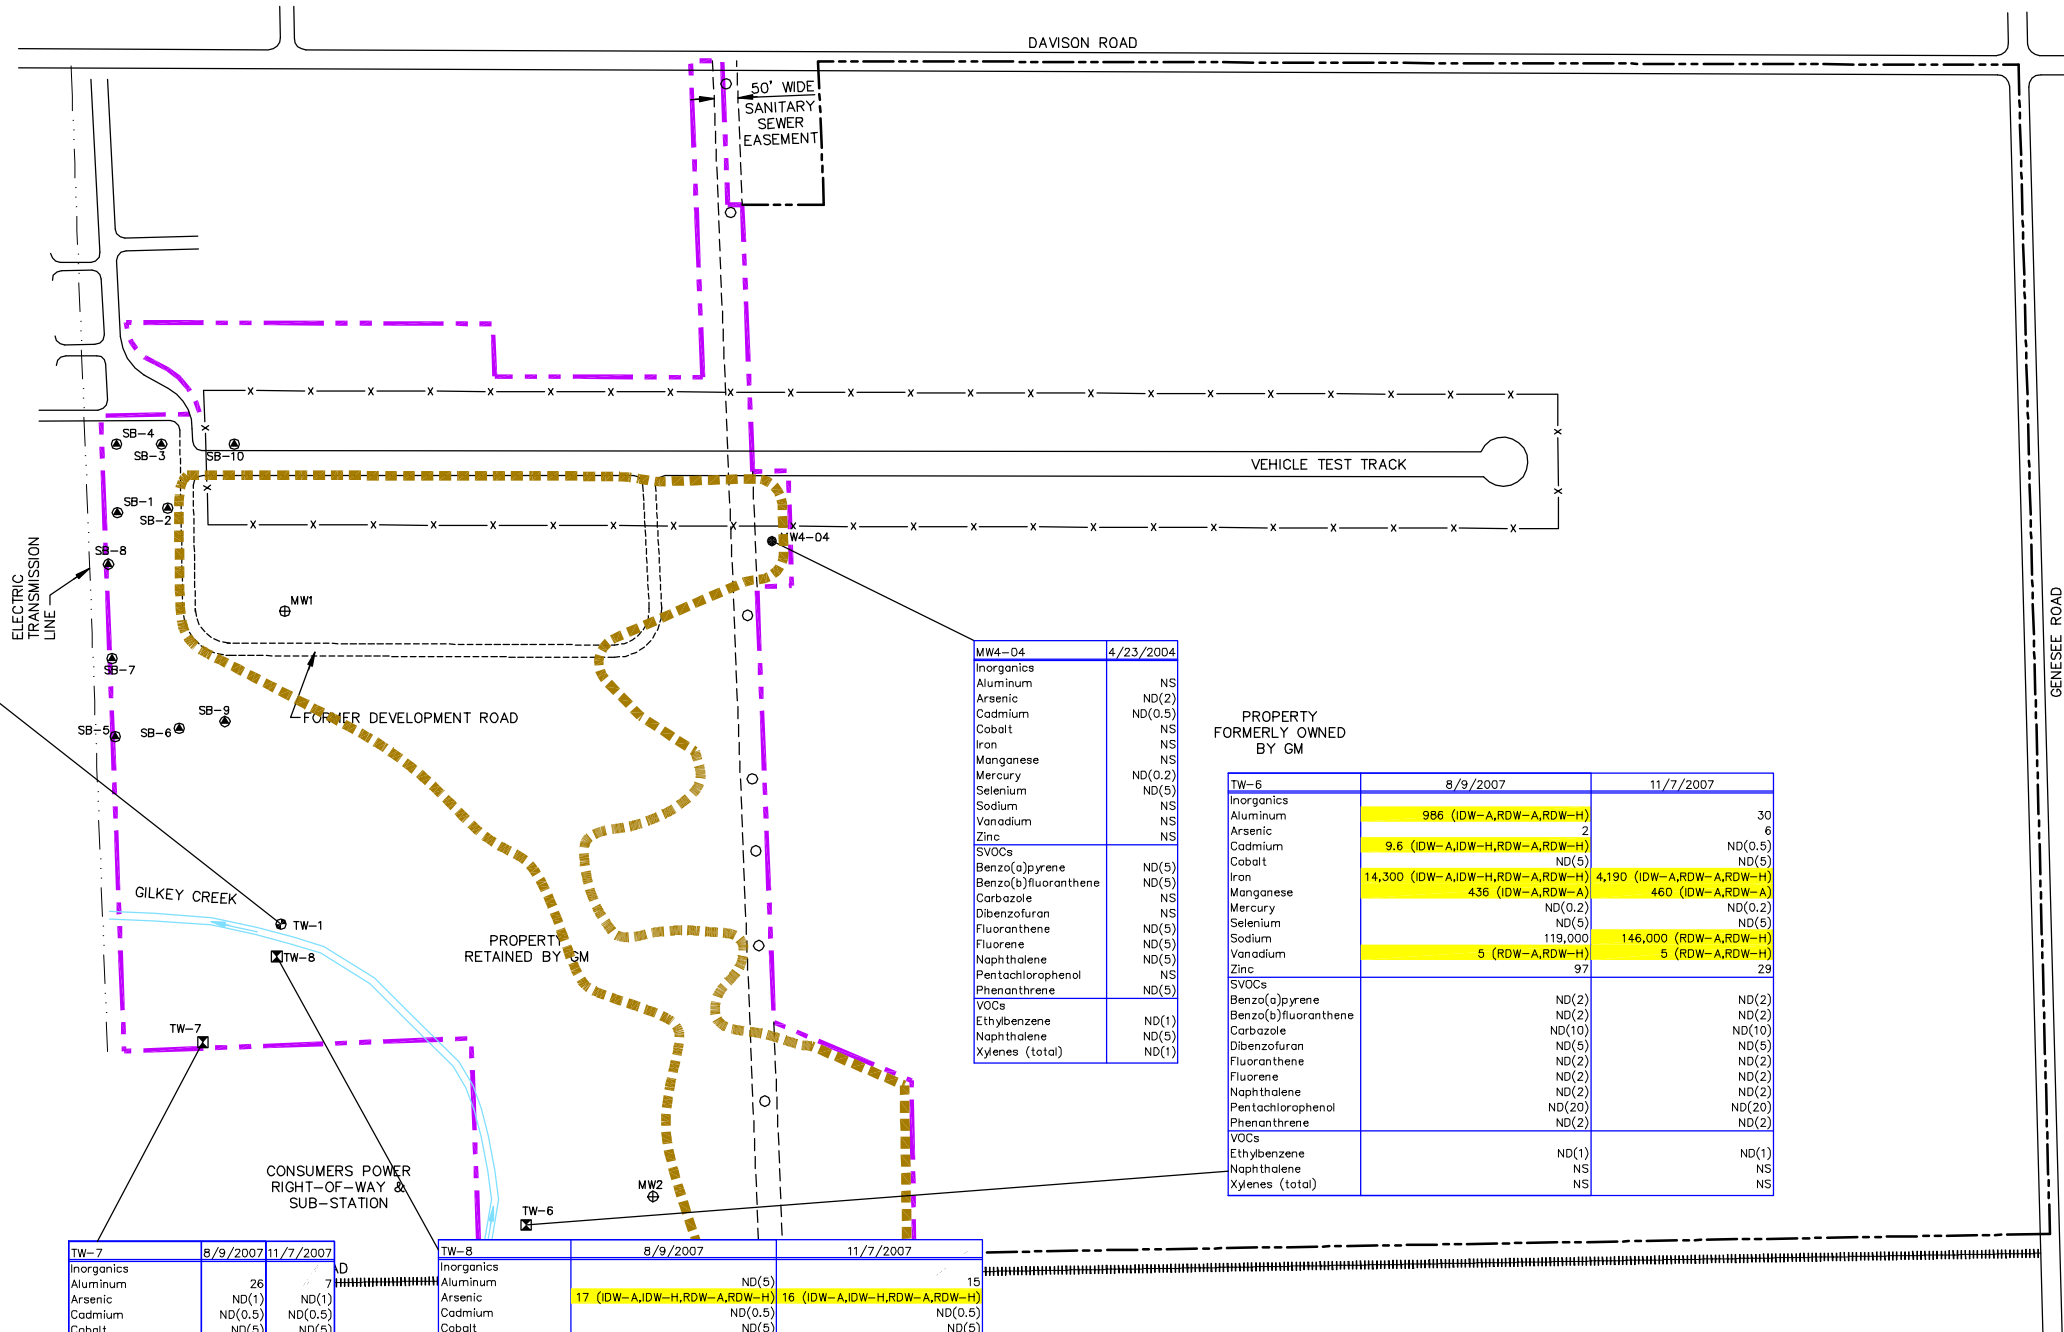 DAVISON ROAD
50' WIDE
SANITARY
SEWER
EASEMENT
SB-4
SB-3
SB-10
VEHICLE TEST TRACK
SB-1
SB-2
SB-8
MW4-04
ELECTRIC
TRANSMISSION
LINE
MW1
GENESEE ROAD
SB-7
SB-9
FORMER DEVELOPMENT ROAD
SB-5
SB-6
MW4-04 4/23/2004
Inorganics
Aluminum NS
Arsenic ND(2)
Cadmium ND(0.5)
Cobalt NS
Iron NS
Manganese NS
Mercury ND(0.2)
Selenium ND(5)
Sodium NS
Vanadium NS
Zinc NS
SVOCs
Benzo(a)pyrene ND(5)
Benzo(b)fluoranthene ND(5)
Carbazole NS
Dibenzofuran NS
Fluoranthene ND(5)
Fluorene ND(5)
Naphthalene ND(5)
Pentachlorophenol NS
Phenanthrene ND(5)
VOCs
Ethylbenzene ND(1)
Naphthalene ND(5)
Xylenes (total) ND(1)
PROPERTY
FORMERLY OWNED
BY GM
TW-6 8/9/2007 11/7/2007
Inorganics
Aluminum 986 (IDW-A,RDW-A,RDW-H) 30
Arsenic 2 6
Cadmium 9.6 (IDW-A,IDW-H,RDW-A,RDW-H) ND(0.5)
Cobalt ND(5) ND(5)
Iron 14,300 (IDW-A,IDW-H,RDW-A,RDW-H) 4,190 (IDW-A,RDW-A,RDW-H)
Manganese 436 (IDW-A,RDW-A) 460 (IDW-A,RDW-A)
Mercury ND(0.2) ND(0.2)
Selenium ND(5) ND(5)
Sodium 119,000 146,000 (RDW-A,RDW-H)
Vanadium 5 (RDW-A,RDW-H) 5 (RDW-A,RDW-H)
Zinc 97 29
SVOCs
Benzo(a)pyrene ND(2) ND(2)
Benzo(b)fluoranthene ND(2) ND(2)
Carbazole ND(10) ND(10)
Dibenzofuran ND(5) ND(5)
Fluoranthene ND(2) ND(2)
Fluorene ND(2) ND(2)
Naphthalene ND(2) ND(2)
Pentachlorophenol ND(20) ND(20)
Phenanthrene ND(2) ND(2)
VOCs
Ethylbenzene ND(1) ND(1)
Naphthalene NS NS
Xylenes (total) NS NS
GILKEY CREEK
TW-1
TW-8
PROPERTY
RETAINED BY GM
TW-7
CONSUMERS POWER
RIGHT-OF-WAY &
SUB-STATION
MW2
TW-6
TW-7 8/9/2007 11/7/2007
Inorganics
Aluminum 26 7
Arsenic ND(1) ND(1)
Cadmium ND(0.5) ND(0.5)
Cobalt ND(5) ND(5)
AD
TW-8 8/9/2007 11/7/2007
Inorganics
Aluminum ND(5) 15
Arsenic 17 (IDW-A,IDW-H,RDW-A,RDW-H) 16 (IDW-A,IDW-H,RDW-A,RDW-H)
Cadmium ND(0.5) ND(0.5)
Cobalt ND(5) ND(5)